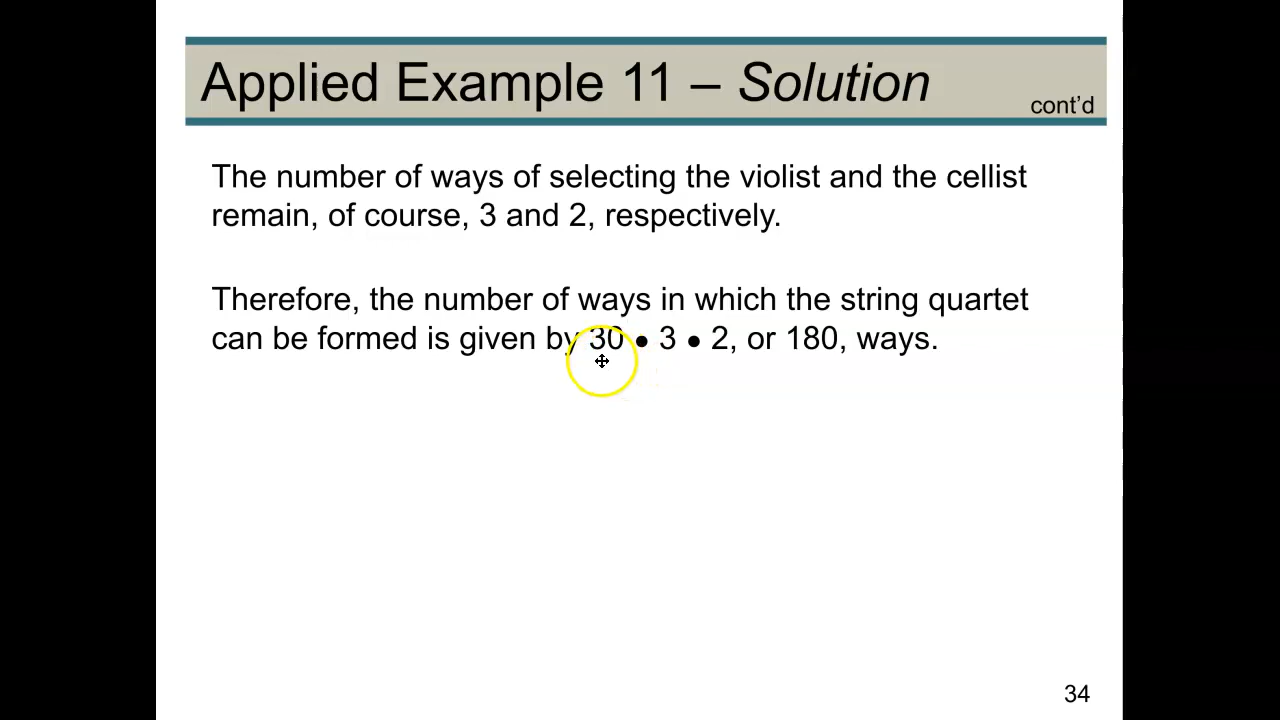 Applied Example 11 – Solution
cont’d
The number of ways of selecting the violist and the cellist
remain, of course, 3 and 2, respectively.
Therefore, the number of ways in which the string quartet
can be formed is given by 30 • 3 • 2, or 180, ways.
34